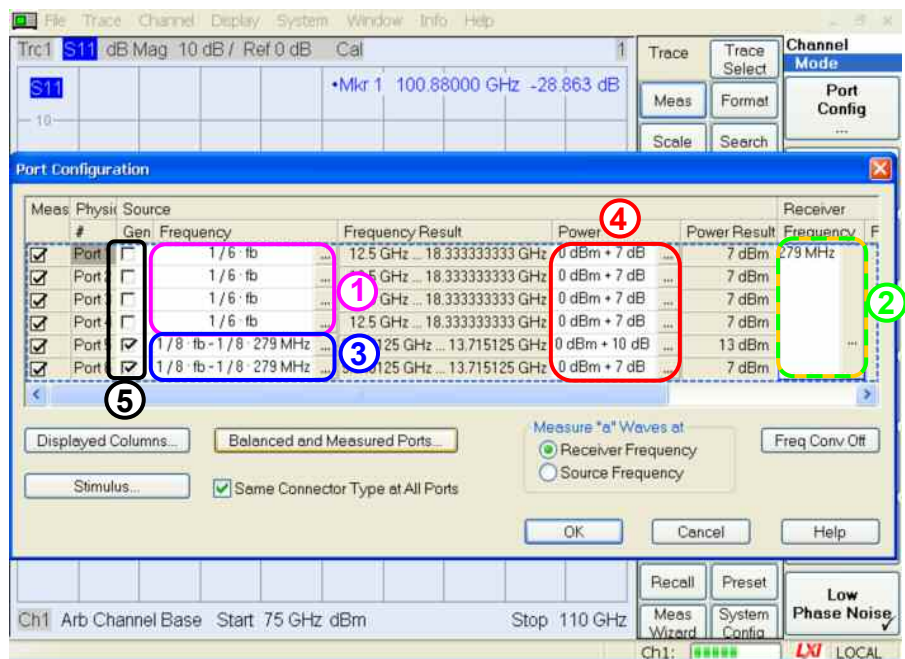 File Trace Channel Display System Window Info Help
Trc1 S11 dB Mag 10 dB / Ref 0 dB Cal 1
S11
•Mkr 1 100.88000 GHz -28.863 dB
10
Trace
Trace Select
Meas
Format
Scale
Search
Channel
Mode
Port Config
...
Port Configuration
Meas Physi Source Receiver
# Gen Frequency Frequency Result Power Power Result Frequency F
Port 1/6 · fb ... 12.5 GHz ... 18.333333333 GHz 0 dBm + 7 dB ... 7 dBm 279 MHz
Port 2 1/6 · fb ... GHz ... 18.333333333 GHz 0 dBm + 7 dB ... 7 dBm
Port 1/6 · fb ... GHz ... 18.333333333 GHz 0 dBm + 7 dB ... 7 dBm
Port 1/6 · fb ... 12.5 GHz ... 18.333333333 GHz 0 dBm + 7 dB ... 7 dBm
Port 1/8 · fb - 1/8 · 279 MHz ... 125 GHz ... 13.715125 GHz 0 dBm + 10 dB ... 13 dBm ...
Port 1/8 · fb - 1/8 · 279 MHz ... 125 GHz ... 13.715125 GHz 0 dBm + 7 dB ... 7 dBm
1
2
3
4
5
Displayed Columns...
Balanced and Measured Ports...
Measure "a" Waves at
Receiver Frequency
Source Frequency
Freq Conv Off
Stimulus...
Same Connector Type at All Ports
OK
Cancel
Help
Recall
Preset
Meas Wizard
System Config
Low Phase Noise
Ch1 Arb Channel Base Start 75 GHz dBm Stop 110 GHz
Ch1:
LXI LOCAL